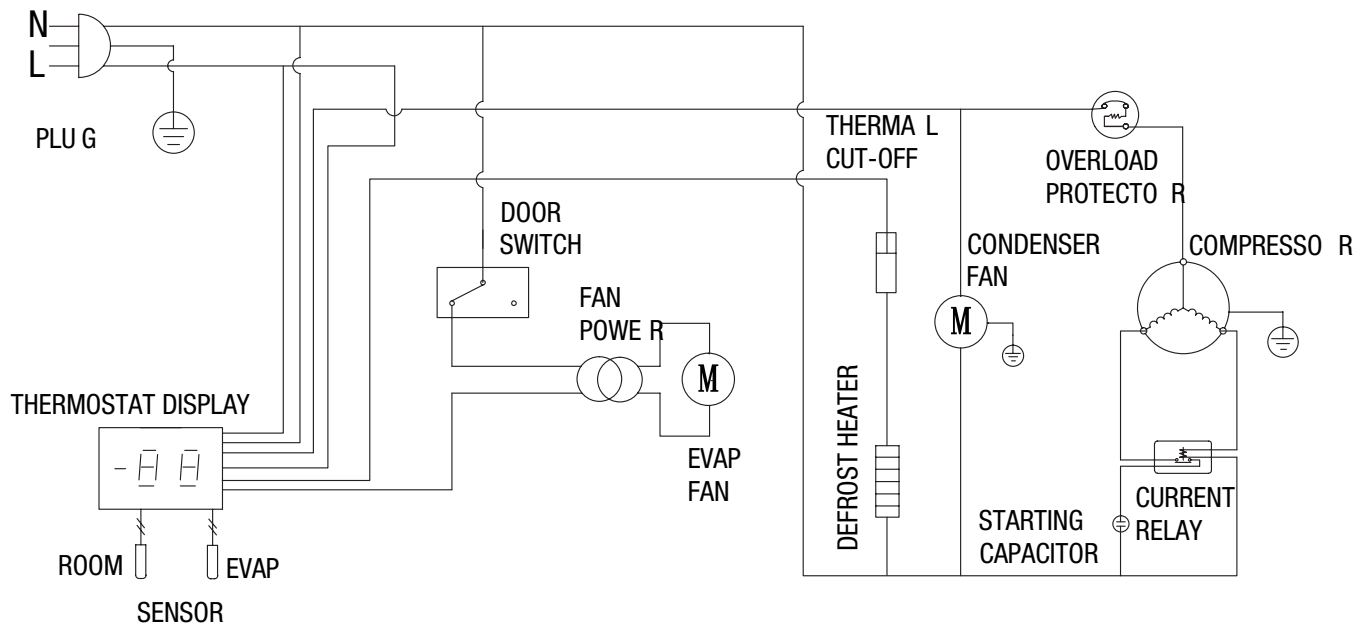 N
L
PLU G
THERMA L
CUT-OFF
OVERLOAD
PROTECTO R
DOOR
SWITCH
CONDENSER
FAN
COMPRESSO R
FAN
POWE R
M
M
THERMOSTAT DISPLAY
-88
EVAP
FAN
DEFROST HEATER
STARTING
CAPACITOR
CURRENT
RELAY
ROOM
EVAP
SENSOR